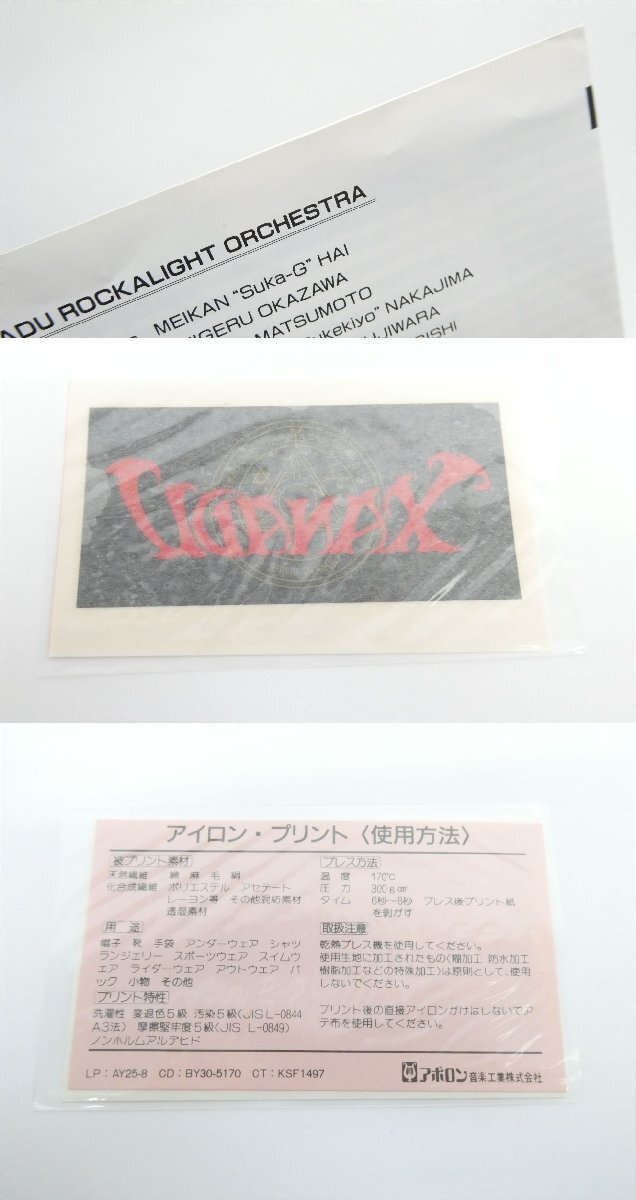 ADU ROCKALIGHT ORCHESTRA
MEIKAN "Suka-G" HAI
IGERU OKAZAWA
MATSUMOTO
ukekiyo" NAKAJIMA
UJIWARA
ISHI
UGANAX
アイロン・プリント〈使用方法〉
被プリント素材
天然繊維 綿 麻 毛 絹
化合成繊維 ポリエステル アセテート
レーヨン等 その他混紡素材
透湿素材
用 途
帽子 靴 手袋 アンダーウェア シャツ
ランジェリー スポーツウェア スイムウ
ェア ライダーウェア アウトウェア バ
ック 小物 その他
プリント特性
洗濯性 変退色5級 汚染5級(JIS L-0844
A3法) 摩擦堅牢度5級(JIS L-0849)
ノンホルムアルデヒド
プレス方法
温 度 170℃
圧 力 300g㎠
タイム 6秒~8秒 プレス後プリント紙
を剝がす
取扱注意
乾熱プレス機を使用してください。
使用生地に加工されたもの(糊加工 防水加工
樹脂加工などの特殊加工)は原則として、使用
しないでください。
プリント後の直接アイロンがけはしないでア
テ布を使用してください。
LP:AY25-8 CD:BY30-5170 CT:KSF1497
アポロン音楽工業株式会社